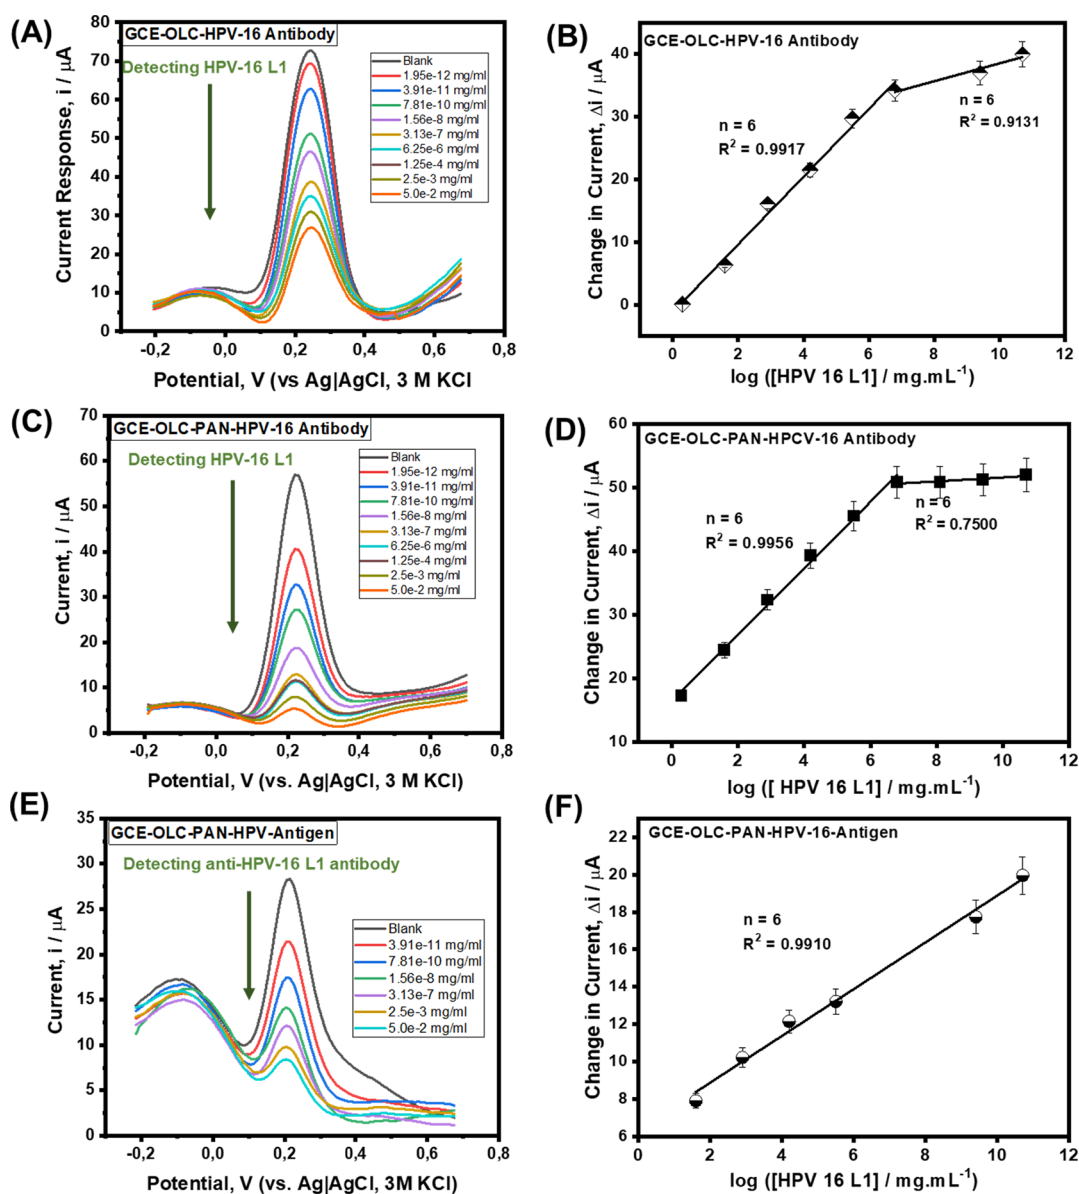 (A)
GCE-OLC-HPV-16 Antibody
Detecting HPV-16 L1
Blank
1.95e-12 mg/ml
3.91e-11 mg/ml
7.81e-10 mg/ml
1.56e-8 mg/ml
3.13e-7 mg/ml
6.25e-6 mg/ml
1.25e-4 mg/ml
2.5e-3 mg/ml
5.0e-2 mg/ml
Current Response, i / μA
80
70
60
50
40
30
20
10
0
-0,2 0,0 0,2 0,4 0,6 0,8
Potential, V (vs Ag|AgCl, 3 M KCl
(B)
GCE-OLC-HPV-16 Antibody
n = 6
R² = 0.9917
n = 6
R² = 0.9131
Change in Current, Δi / μA
40
30
20
10
0
0 2 4 6 8 10 12
log ([HPV 16 L1] / mg.mL⁻¹)
(C)
GCE-OLC-PAN-HPV-16 Antibody
Detecting HPV-16 L1
Blank
1.95e-12 mg/ml
3.91e-11 mg/ml
7.81e-10 mg/ml
1.56e-8 mg/ml
3.13e-7 mg/ml
6.25e-6 mg/ml
1.25e-4 mg/ml
2.5e-3 mg/ml
5.0e-2 mg/ml
Current, i / μA
70
60
50
40
30
20
10
0
-0,2 0,0 0,2 0,4 0,6 0,8
Potential, V (vs. Ag|AgCl, 3 M KCl)
(D)
GCE-OLC-PAN-HPCV-16 Antibody
n = 6
R² = 0.9956
n = 6
R² = 0.7500
Change in Current, Δi / μA
60
50
40
30
20
10
0 2 4 6 8 10 12
log ([ HPV 16 L1] / mg.mL⁻¹)
(E)
GCE-OLC-PAN-HPV-Antigen
Detecting anti-HPV-16 L1 antibody
Blank
3.91e-11 mg/ml
7.81e-10 mg/ml
1.56e-8 mg/ml
3.13e-7 mg/ml
2.5e-3 mg/ml
5.0e-2 mg/ml
Current, i / μA
35
30
25
20
15
10
5
0
-0,2 0,0 0,2 0,4 0,6 0,8
Potential, V (vs. Ag|AgCl, 3M KCl)
(F)
GCE-OLC-PAN-HPV-16-Antigen
n = 6
R² = 0.9910
Change in Current, Δi / μA
22
20
18
16
14
12
10
8
6
0 2 4 6 8 10 12
log ([HPV 16 L1] / mg.mL⁻¹)